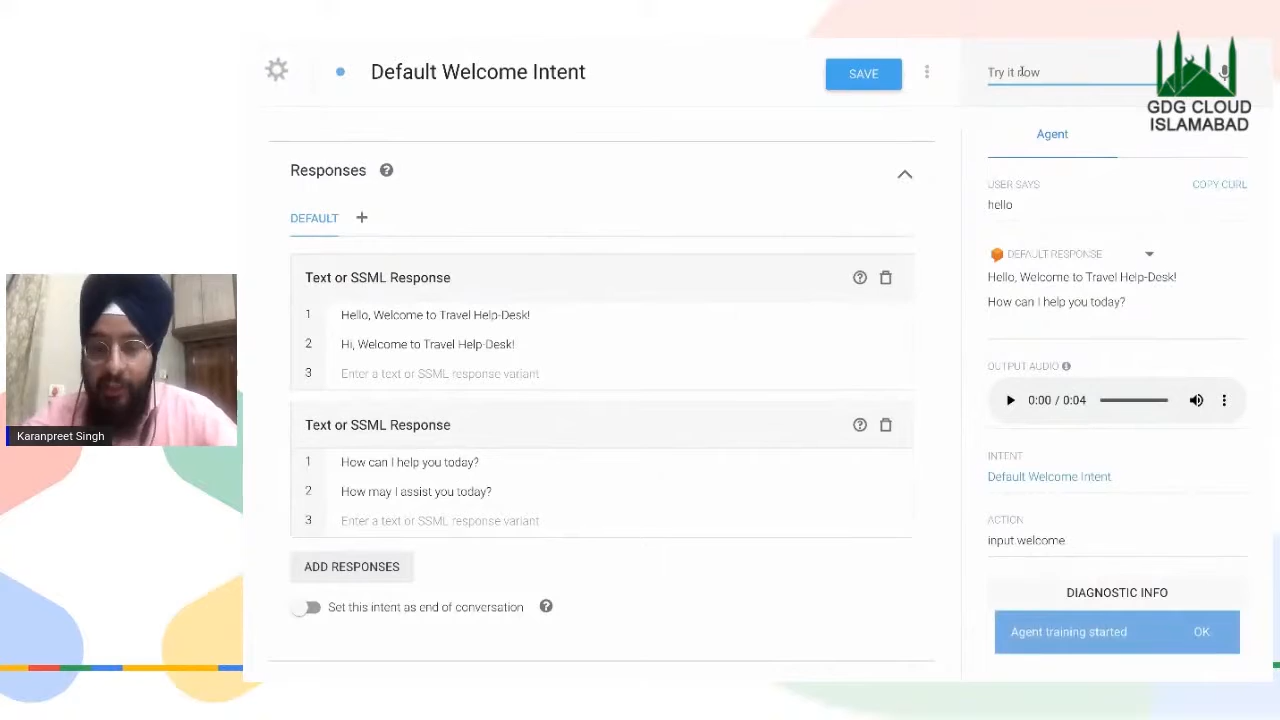 Default Welcome Intent
SAVE
Try it now
GDG CLOUD
ISLAMABAD
Responses
DEFAULT +
Text or SSML Response
1 Hello, Welcome to Travel Help-Desk!
2 Hi, Welcome to Travel Help-Desk!
3 Enter a text or SSML response variant
Text or SSML Response
1 How can I help you today?
2 How may I assist you today?
3 Enter a text or SSML response variant
ADD RESPONSES
Set this intent as end of conversation
Agent
USER SAYS
COPY CURL
hello
DEFAULT RESPONSE
Hello, Welcome to Travel Help-Desk!
How can I help you today?
OUTPUT AUDIO
0:00 / 0:04
INTENT
Default Welcome Intent
ACTION
input.welcome
DIAGNOSTIC INFO
Agent training started OK
Karanpreet Singh